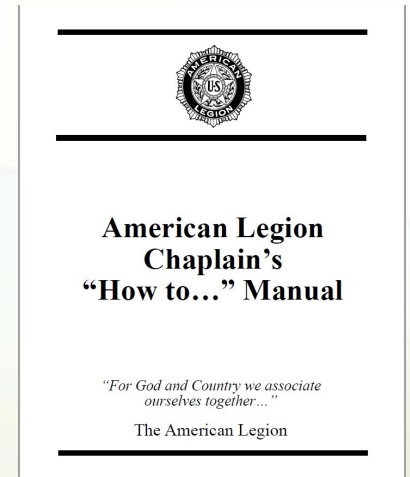 AMERICAN
US
LEGION
American Legion
Chaplain’s
“How to…” Manual
“For God and Country we associate
ourselves together…”
The American Legion